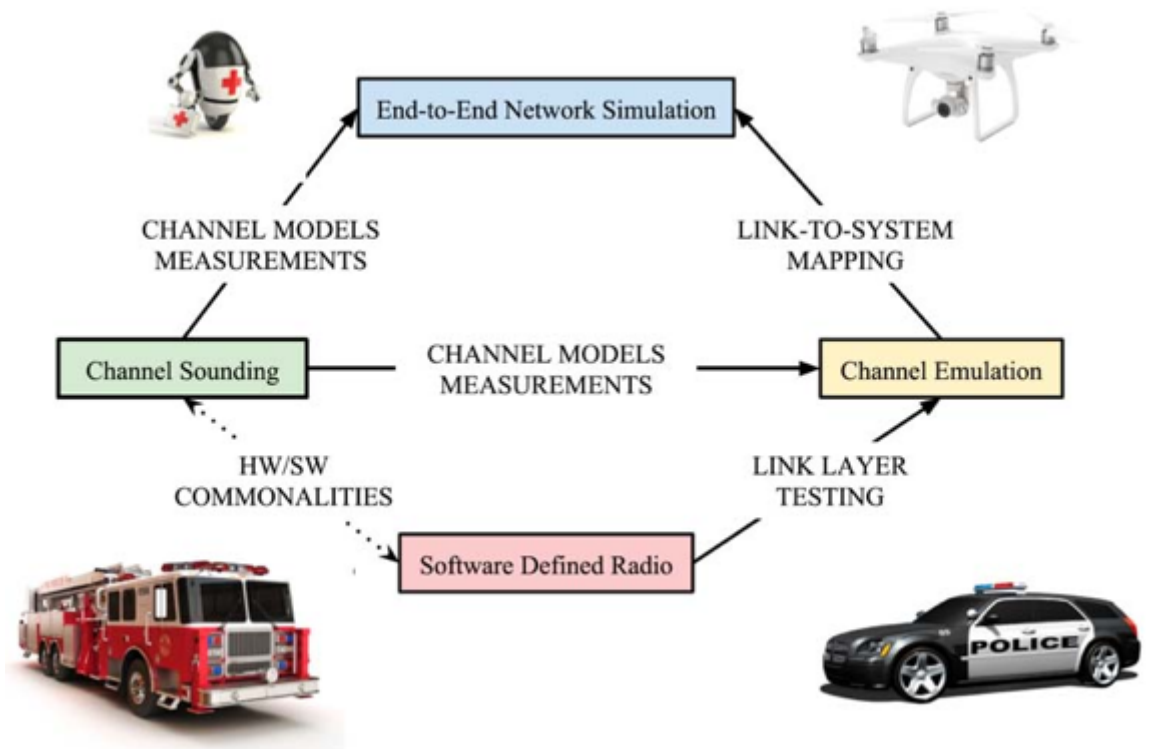 End-to-End Network Simulation
CHANNEL MODELS
MEASUREMENTS
LINK-TO-SYSTEM
MAPPING
Channel Sounding
CHANNEL MODELS
MEASUREMENTS
Channel Emulation
HW/SW
COMMONALITIES
LINK LAYER
TESTING
Software Defined Radio
POLICE